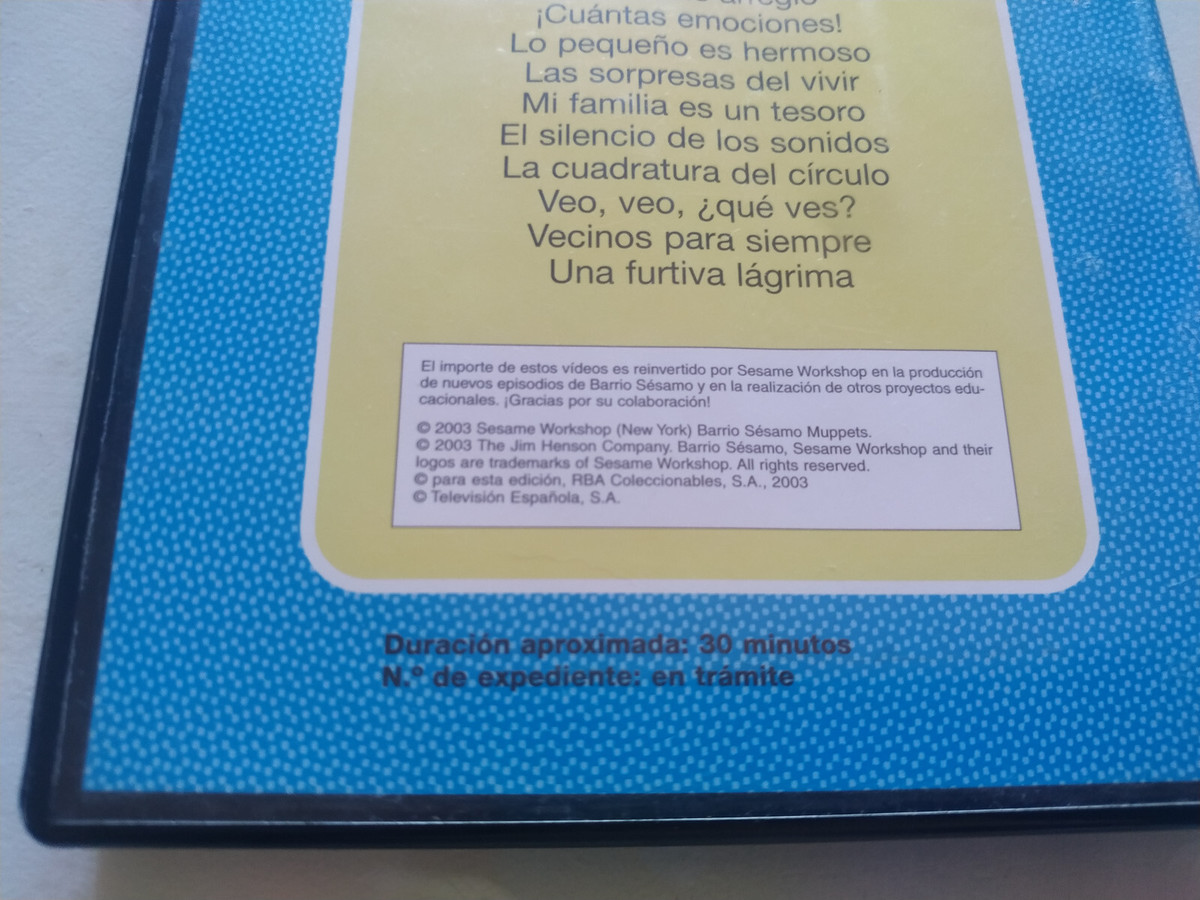 arreglo
¡Cuántas emociones!
Lo pequeño es hermoso
Las sorpresas del vivir
Mi familia es un tesoro
El silencio de los sonidos
La cuadratura del círculo
Veo, veo, ¿qué ves?
Vecinos para siempre
Una furtiva lágrima
El importe de estos vídeos es reinvertido por Sesame Workshop en la producción
de nuevos episodios de Barrio Sésamo y en la realización de otros proyectos edu-
cacionales. ¡Gracias por su colaboración!
© 2003 Sesame Workshop (New York) Barrio Sésamo Muppets.
© 2003 The Jim Henson Company. Barrio Sésamo, Sesame Workshop and their
logos are trademarks of Sesame Workshop. All rights reserved.
© para esta edición, RBA Coleccionables, S.A., 2003
© Televisión Española, S.A.
Duración aproximada: 30 minutos
N.º de expediente: en trámite